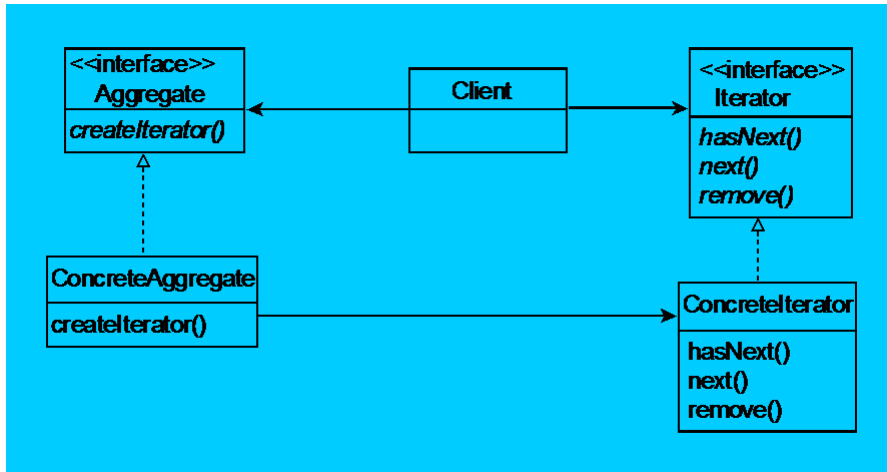 <<interface>>
Aggregate
createIterator()
Client
<<interface>>
Iterator
hasNext()
next()
remove()
ConcreteAggregate
createIterator()
ConcreteIterator
hasNext()
next()
remove()